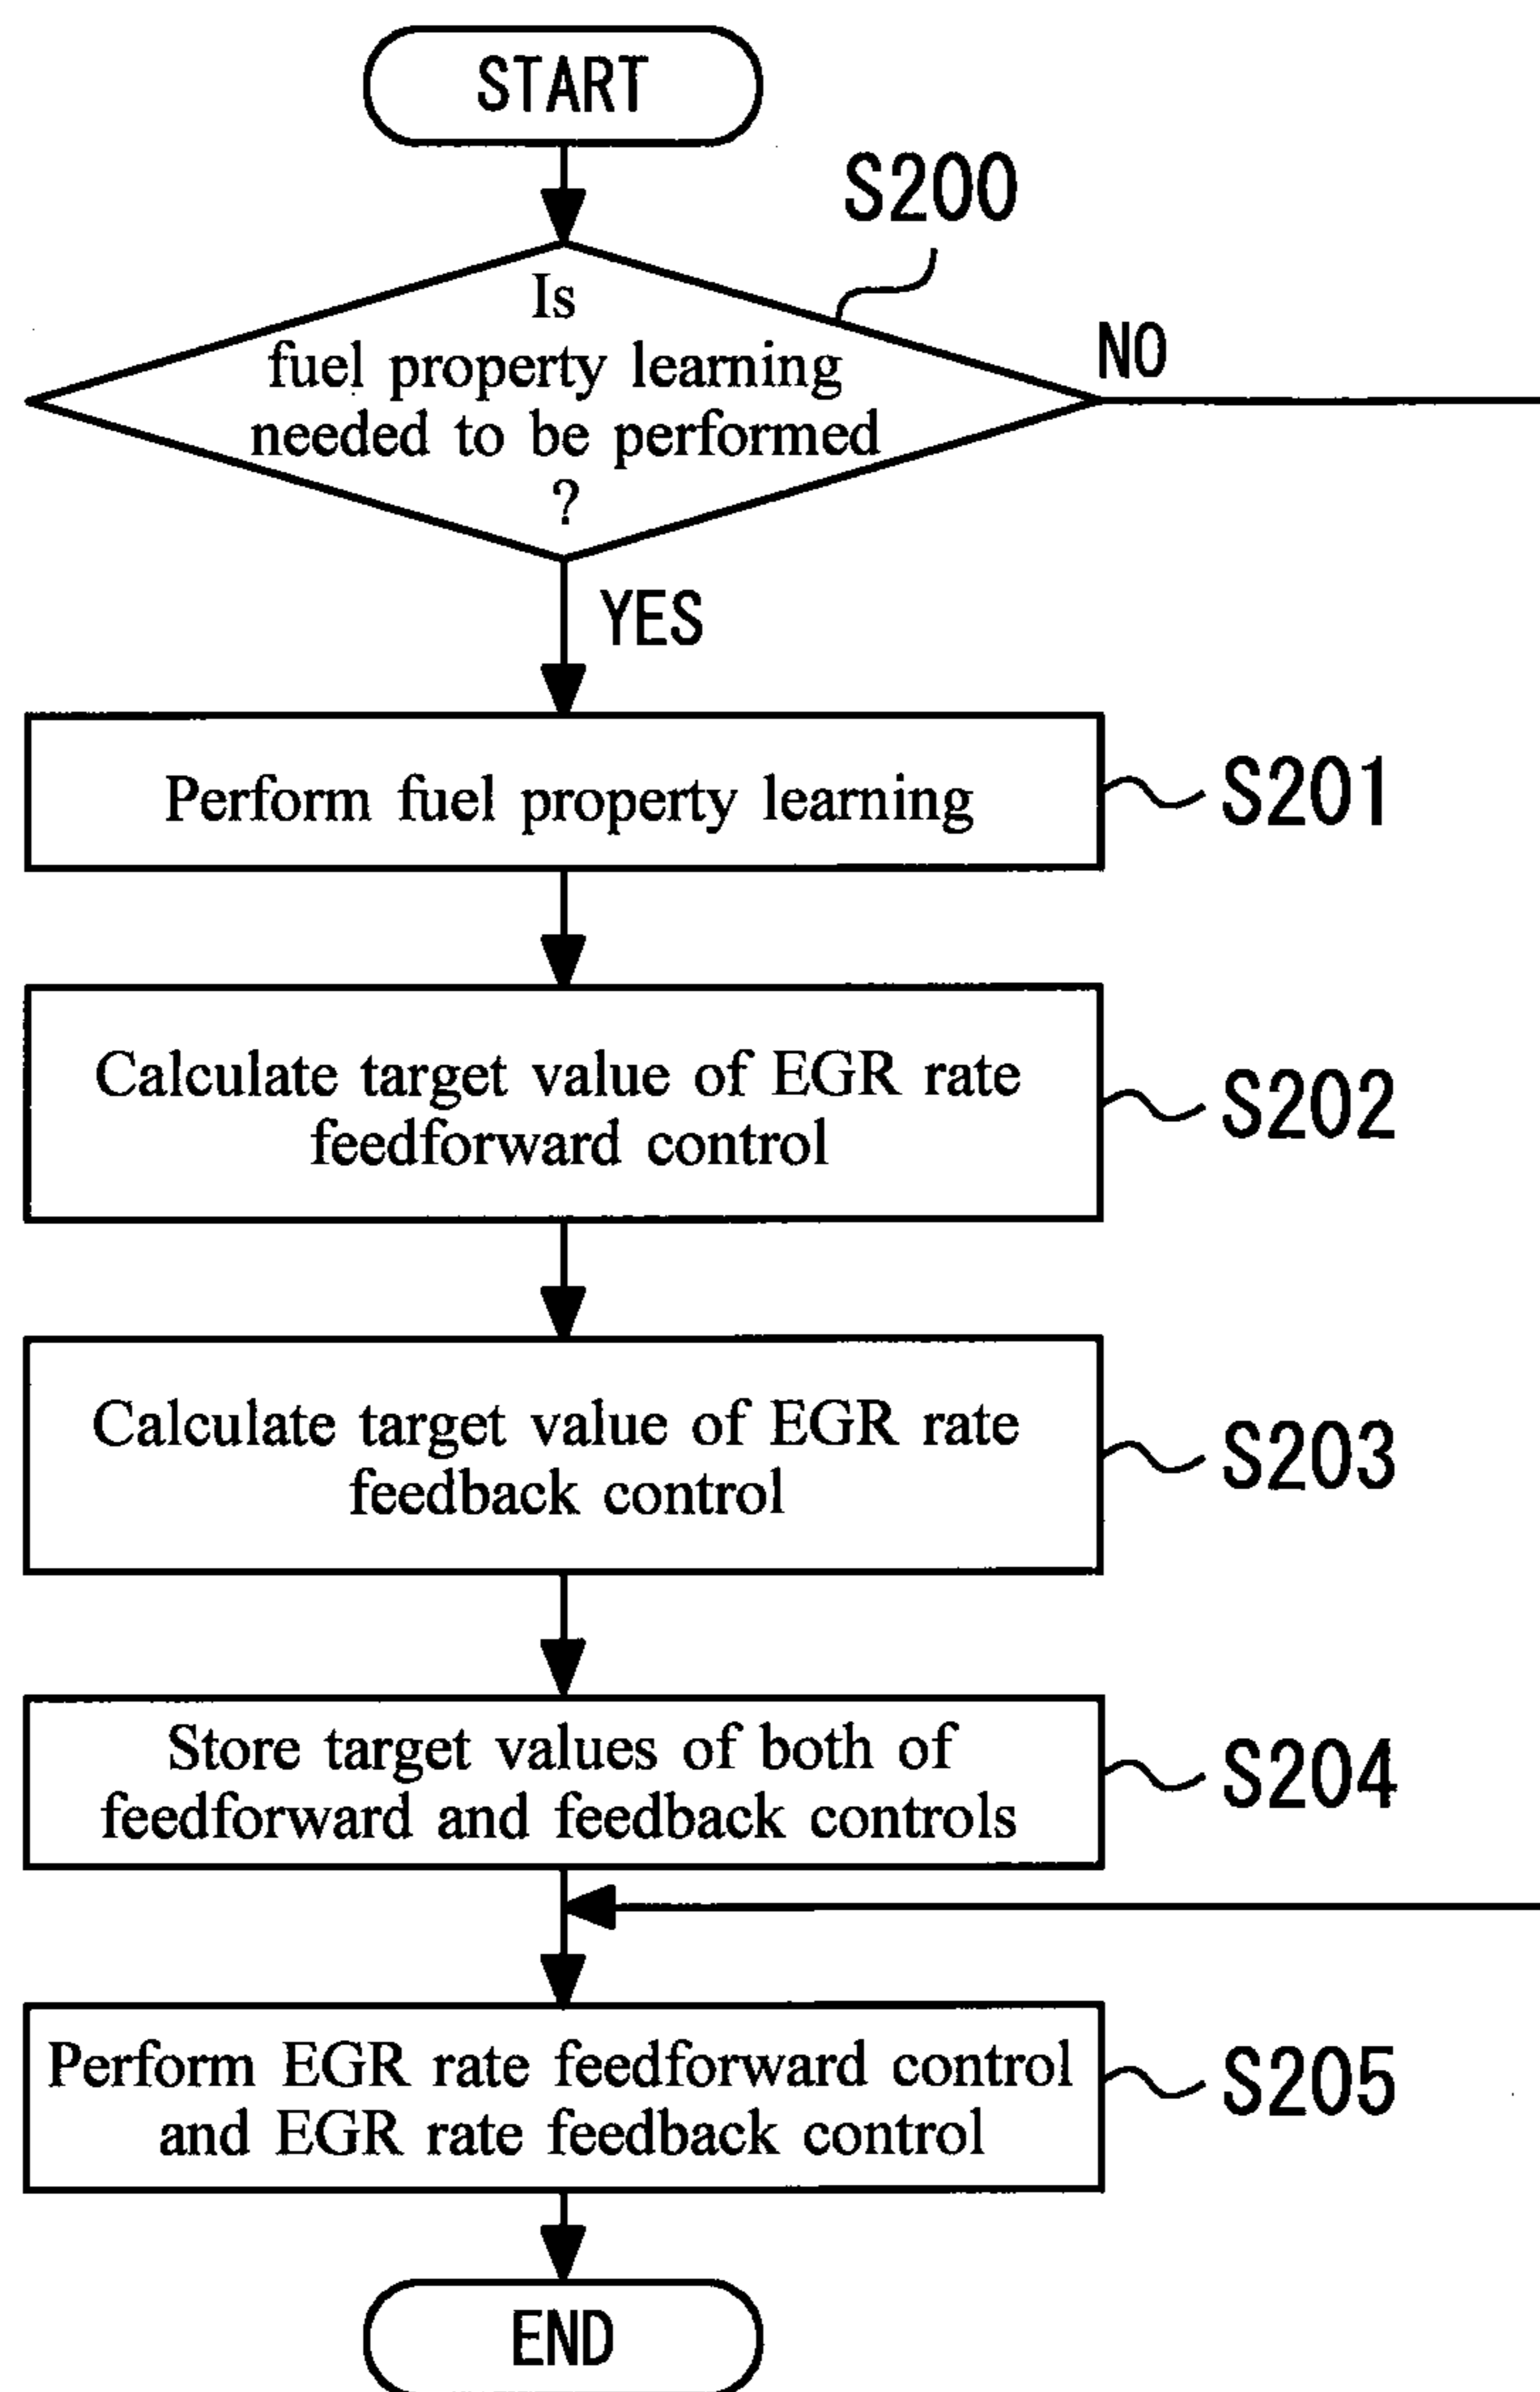 START
S200
Is
fuel property learning
needed to be performed
?
NO
YES
Perform fuel property learning
S201
Calculate target value of EGR rate
feedforward control
S202
Calculate target value of EGR rate
feedback control
S203
Store target values of both of
feedforward and feedback controls
S204
Perform EGR rate feedforward control
and EGR rate feedback control
S205
END